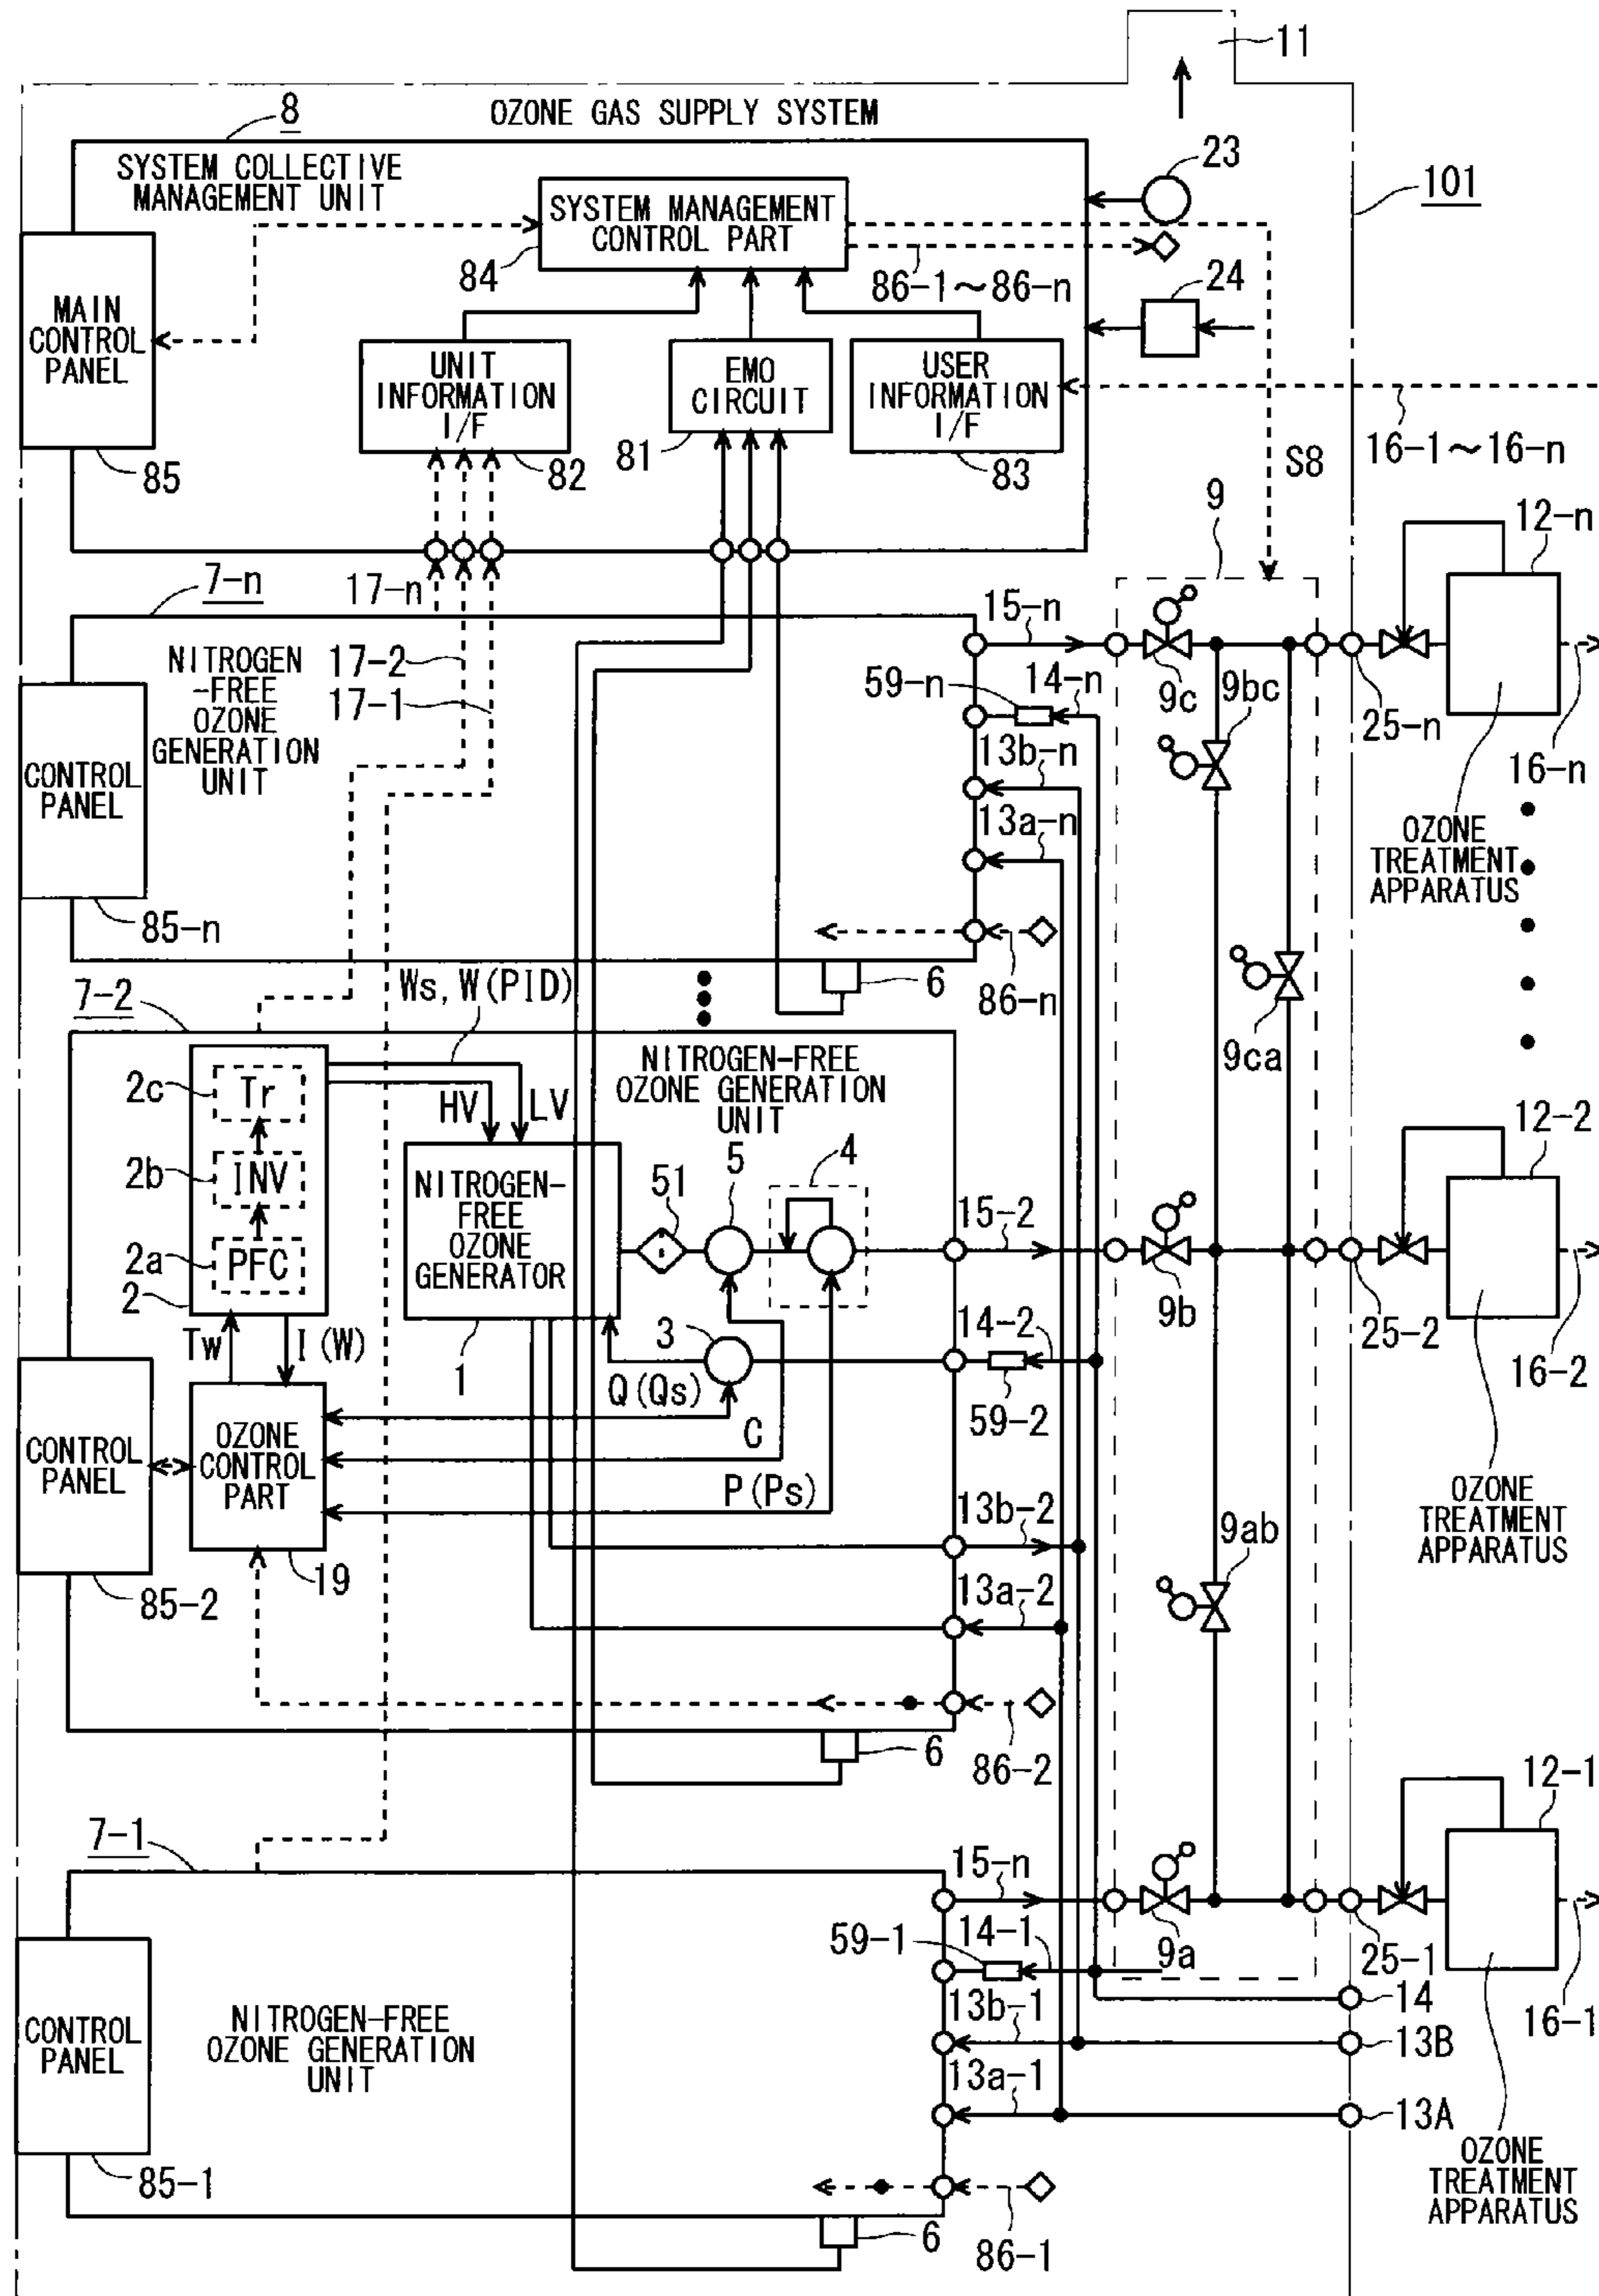 11
OZONE GAS SUPPLY SYSTEM
8
SYSTEM COLLECTIVE
MANAGEMENT UNIT
23
101
SYSTEM MANAGEMENT
CONTROL PART
84
86-1～86-n
24
MAIN
CONTROL
PANEL
85
UNIT
INFORMATION
I/F
82
EMO
CIRCUIT
81
USER
INFORMATION
I/F
83
16-1～16-n
S8
9
12-n
7-n
17-n
17-2
17-1
NITROGEN
-FREE
OZONE
GENERATION
UNIT
15-n
59-n
14-n
9c
9bc
25-n
16-n
13b-n
13a-n
CONTROL
PANEL
85-n
OZONE
TREATMENT
APPARATUS
6
86-n
9ca
7-2
Ws, W(PID)
NITROGEN-FREE
OZONE GENERATION
UNIT
2c
Tr
HV
LV
2b
INV
2a
PFC
2
NITROGEN-
FREE
OZONE
GENERATOR
1
51
5
4
15-2
12-2
9b
25-2
16-2
Tw
I(W)
3
14-2
Q(Qs)
59-2
C
CONTROL
PANEL
OZONE
CONTROL
PART
P(Ps)
13b-2
OZONE
TREATMENT
APPARATUS
9ab
85-2
19
13a-2
6
86-2
12-1
7-1
15-n
59-1
14-1
9a
25-1
14
16-1
CONTROL
PANEL
NITROGEN-FREE
OZONE GENERATION
UNIT
13b-1
13B
13a-1
13A
85-1
OZONE
TREATMENT
APPARATUS
6
86-1